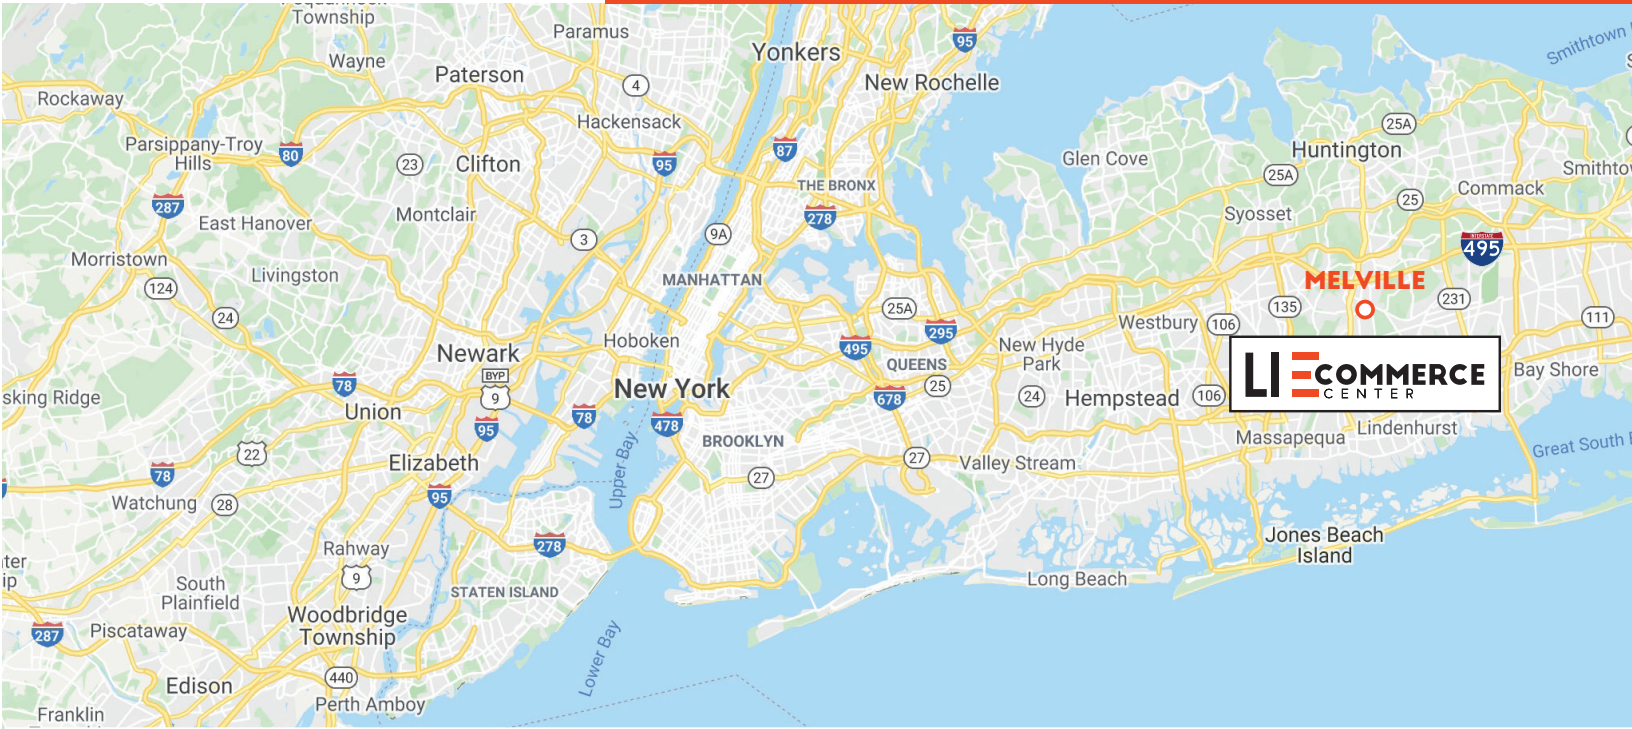 Township
Paramus
Yonkers
95
Smithtown
Wayne
Paterson
4
New Rochelle
Rockaway
Hackensack
25A
Parsippany-Troy
Hills
80
23
Clifton
95
87
Glen Cove
Huntington
25A
287
THE BRONX
278
Commack
25
East Hanover
Montclair
Syosset
3
9A
INTERSTATE
495
Morristown
Livingston
MANHATTAN
MELVILLE
124
24
25A
135
231
111
Hoboken
495
295
Westbury
106
Newark
New Hyde
Park
QUEENS
LI ECOMMERCE
CENTER
Bay Shore
BYP
9
78
New York
678
25
24
Hempstead
106
sking Ridge
Union
95
78
478
BROOKLYN
Massapequa
Lindenhurst
22
Elizabeth
Upper Bay
27
27
Valley Stream
Great South
78
Watchung
28
95
278
Jones Beach
Island
Rahway
9
South
Plainfield
STATEN ISLAND
Long Beach
Woodbridge
Township
287
Piscataway
Lower Bay
Edison
440
Perth Amboy
Franklin